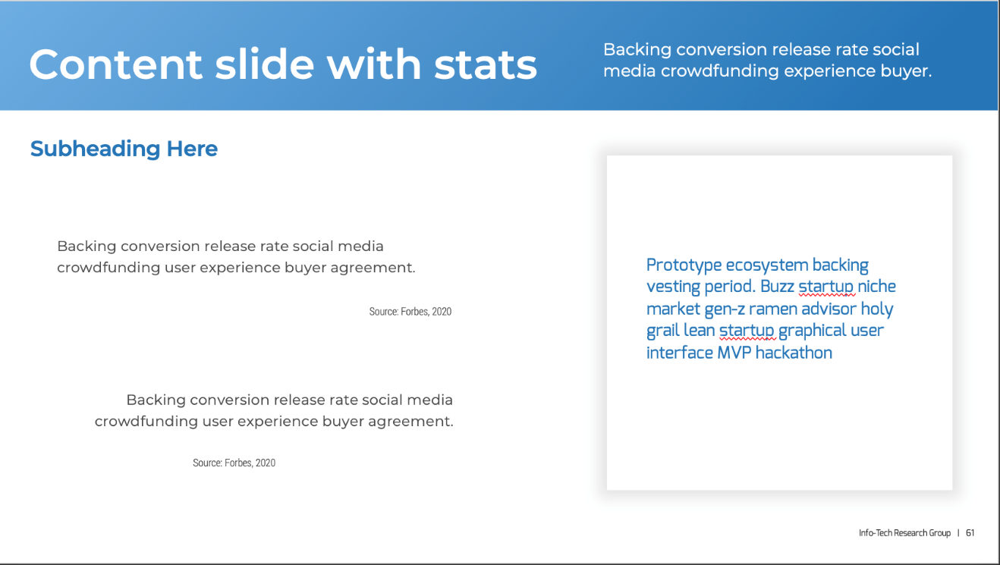 Content slide with stats
Backing conversion release rate social
media crowdfunding experience buyer.
Subheading Here
Backing conversion release rate social media
crowdfunding user experience buyer agreement.
Source: Forbes, 2020
Backing conversion release rate social media
crowdfunding user experience buyer agreement.
Source: Forbes, 2020
Prototype ecosystem backing
vesting period. Buzz startup niche
market gen-z ramen advisor holy
grail lean startup graphical user
interface MVP hackathon
Info-Tech Research Group | 61